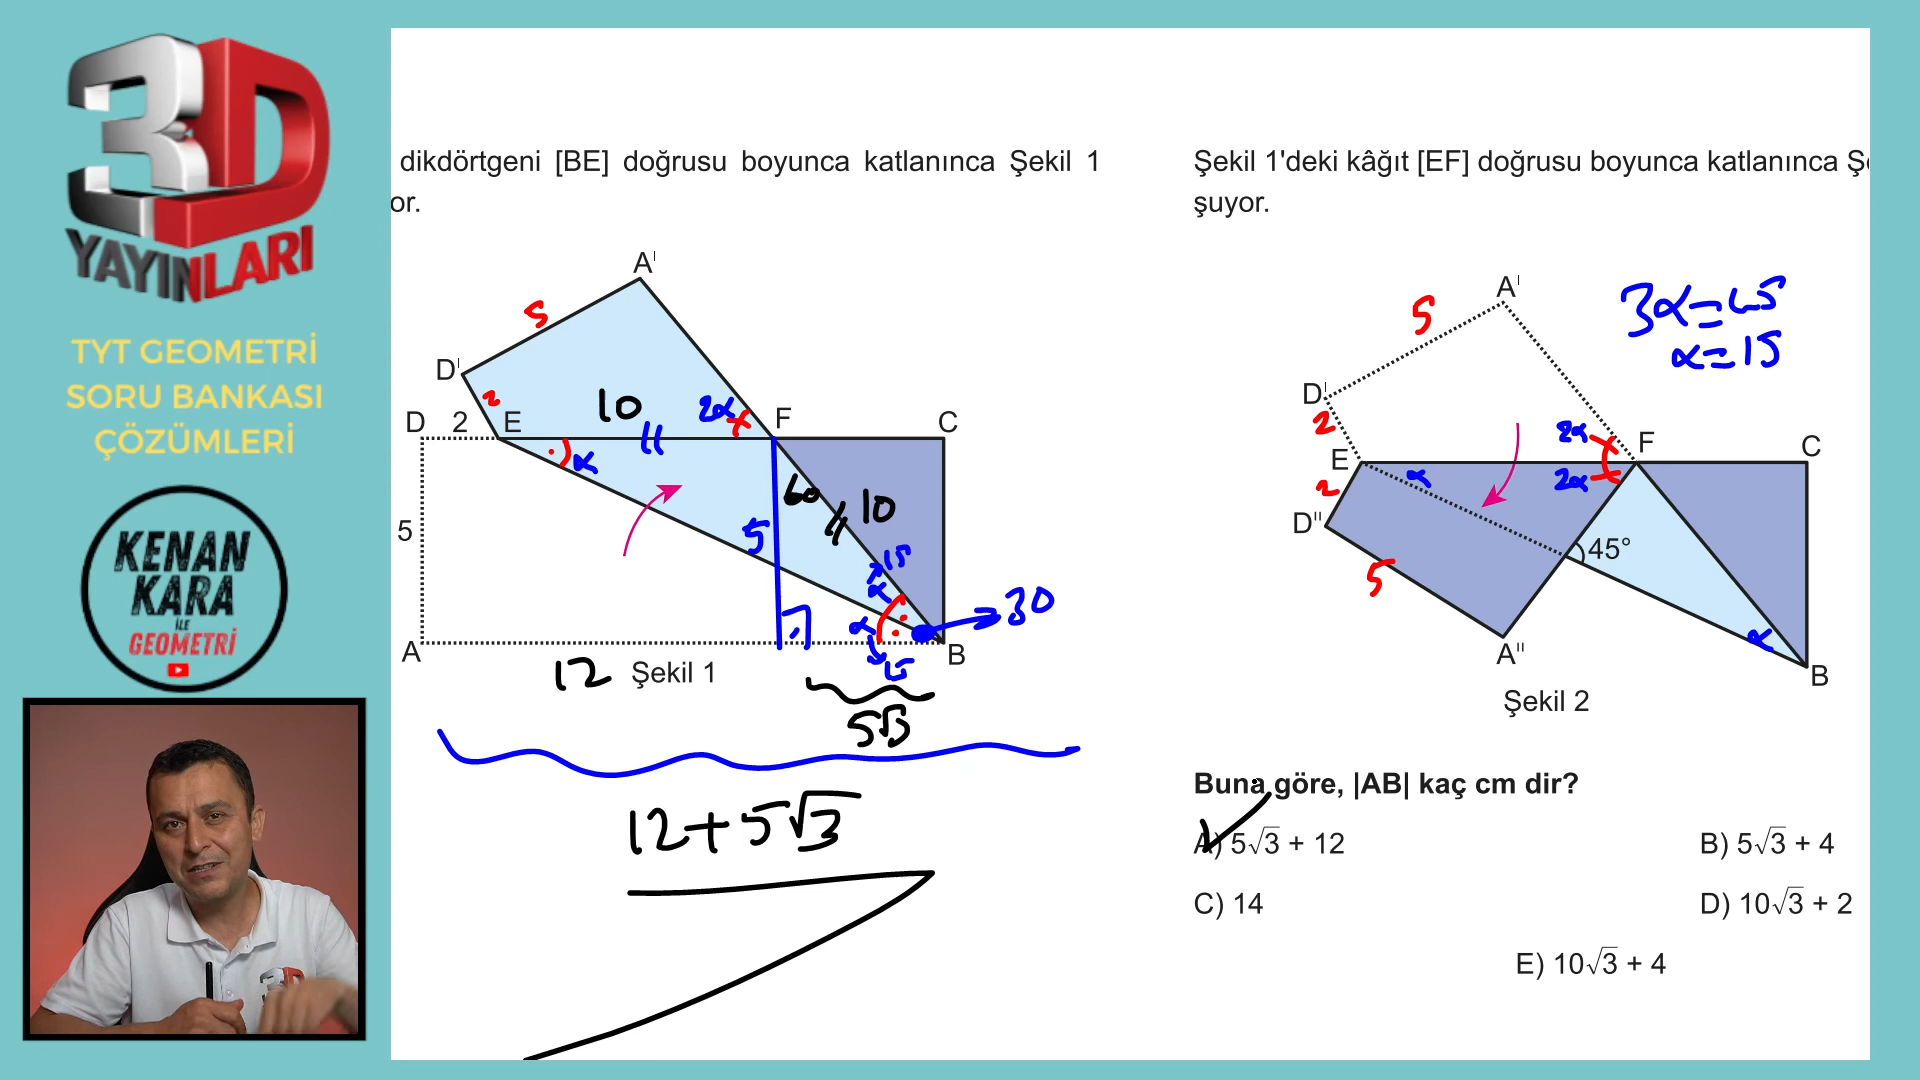 3D
YAYINLARI
TYT GEOMETRİ
SORU BANKASI
ÇÖZÜMLERİ
KENAN
KARA
İLE
GEOMETRİ
dikdörtgeni [BE] doğrusu boyunca katlanınca Şekil 1
or.
A'
5
D'
2
10
2α
D 2 E F C
α
60
10
5
5
15
α
α
15
30
A B
12 Şekil 1
5√3
12+5√3
Şekil 1'deki kâğıt [EF] doğrusu boyunca katlanınca Ş
şuyor.
3α=45
α=15
A'
5
D'
2
2α
E F C
α
2α
2
D"
45°
5
α
A"
B
Şekil 2
Buna göre, |AB| kaç cm dir?
A) 5√3 + 12 B) 5√3 + 4
C) 14 D) 10√3 + 2
E) 10√3 + 4